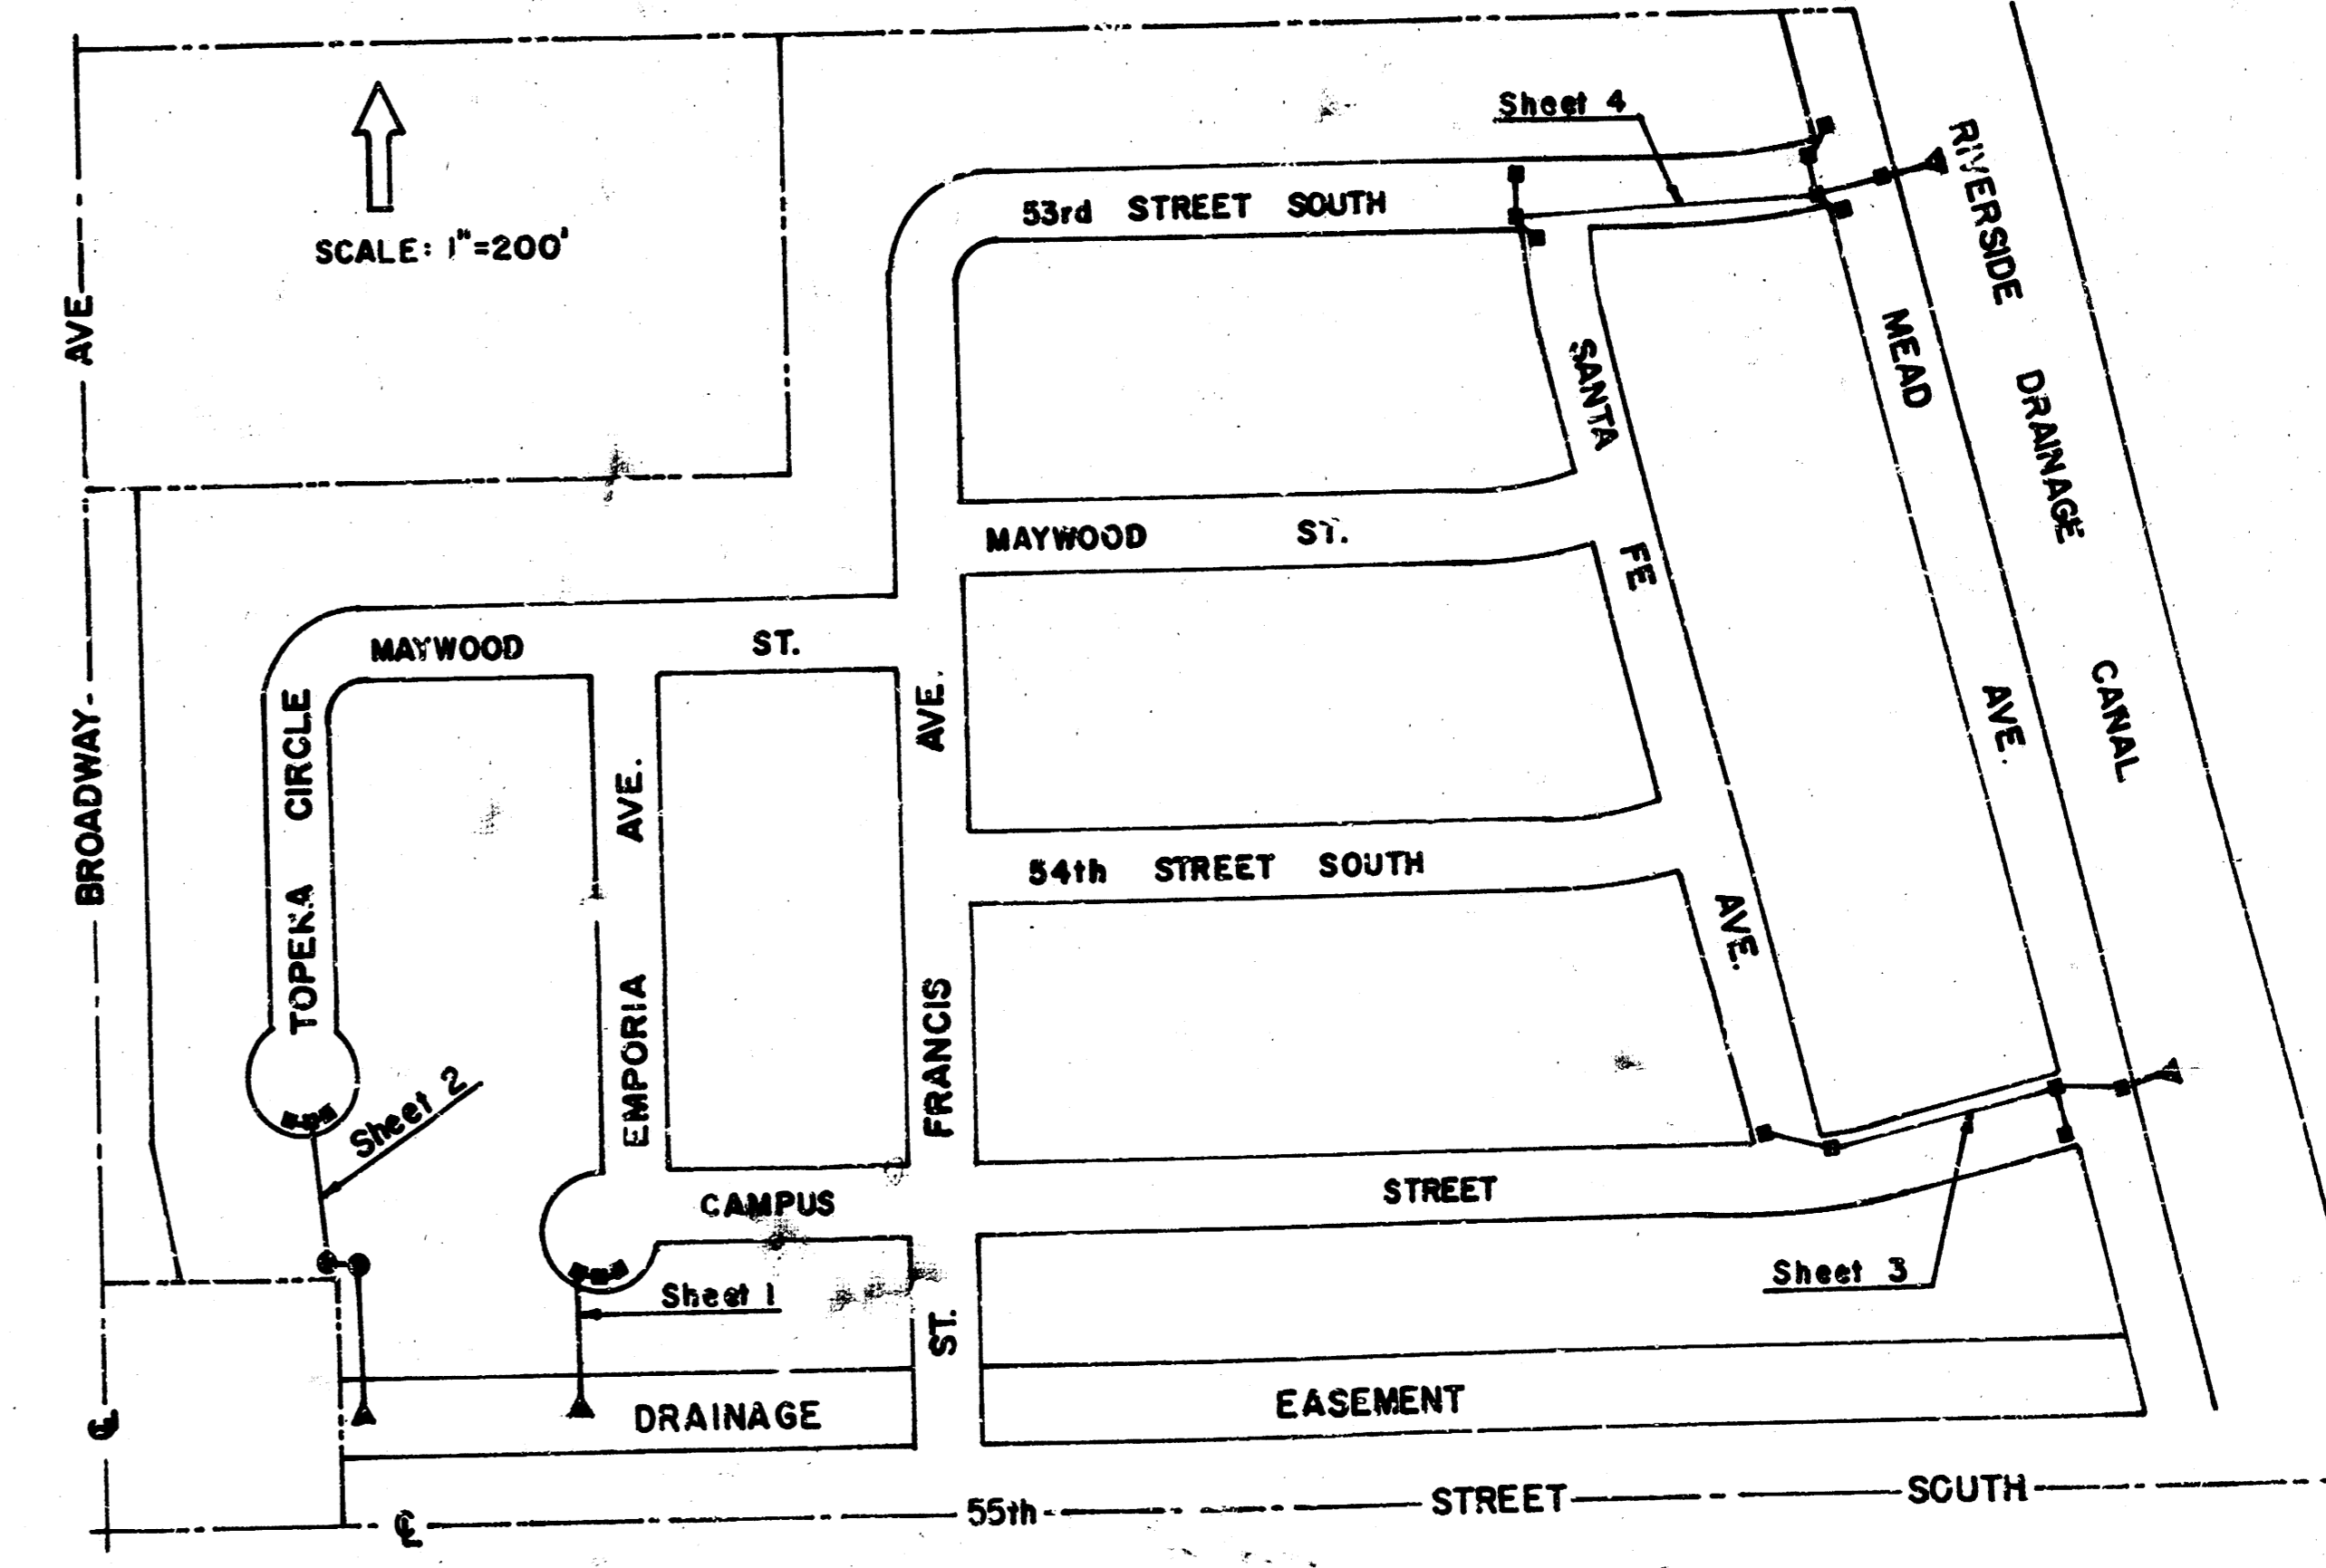 Sheet 4
SCALE: 1"=200'
53rd STREET SOUTH
RIVERSIDE DRAINAGE CANAL
BROADWAY AVE
SANTA FE AVE.
MEAD AVE.
MAYWOOD ST.
MAYWOOD ST.
TOPEKA CIRCLE
EMPORIA AVE.
FRANCIS AVE.
54th STREET SOUTH
Sheet 2
CAMPUS STREET
Sheet 1
Sheet 3
ST.
DRAINAGE EASEMENT
℄
℄ 55th STREET SOUTH